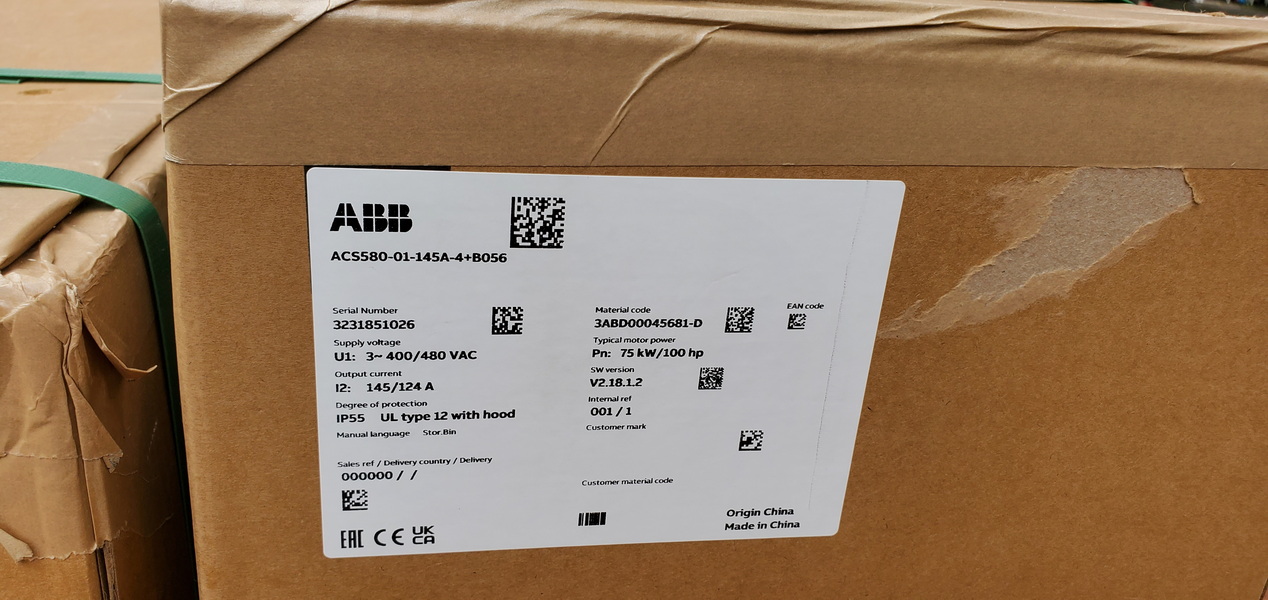 ABB
ACS580-01-145A-4+B056
Serial Number
3231851026
Supply voltage
U1: 3~ 400/480 VAC
Output current
I2: 145/124 A
Degree of protection
IP55 UL type 12 with hood
Manual language Stor.Bin
Sales ref / Delivery country / Delivery
000000 / /
EAC CE UKCA
Material code
3ABD00045681-D
EAN code
Typical motor power
Pn: 75 kW/100 hp
SW version
V2.18.1.2
Internal ref
001 / 1
Customer mark
Customer material code
Origin China
Made in China